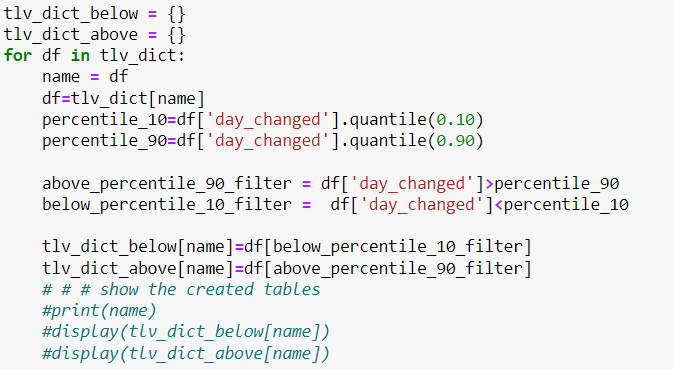 tlv_dict_below = {}
tlv_dict_above = {}
for df in tlv_dict:
    name = df
    df=tlv_dict[name]
    percentile_10=df['day_changed'].quantile(0.10)
    percentile_90=df['day_changed'].quantile(0.90)

    above_percentile_90_filter = df['day_changed']>percentile_90
    below_percentile_10_filter =  df['day_changed']<percentile_10

    tlv_dict_below[name]=df[below_percentile_10_filter]
    tlv_dict_above[name]=df[above_percentile_90_filter]
    # # # show the created tables
    #print(name)
    #display(tlv_dict_below[name])
    #display(tlv_dict_above[name])